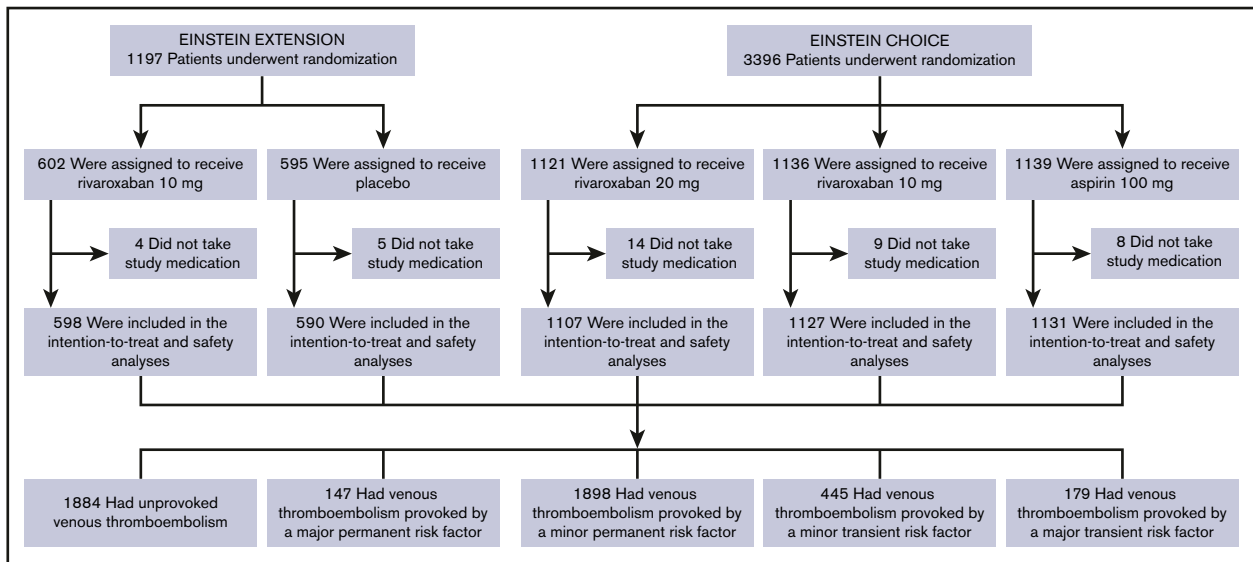 EINSTEIN EXTENSION
1197 Patients underwent randomization
EINSTEIN CHOICE
3396 Patients underwent randomization
602 Were assigned to receive
rivaroxaban 10 mg
595 Were assigned to receive
placebo
1121 Were assigned to receive
rivaroxaban 20 mg
1136 Were assigned to receive
rivaroxaban 10 mg
1139 Were assigned to receive
aspirin 100 mg
4 Did not take
study medication
5 Did not take
study medication
14 Did not take
study medication
9 Did not take
study medication
8 Did not take
study medication
598 Were included in the
intention-to-treat and safety
analyses
590 Were included in the
intention-to-treat and safety
analyses
1107 Were included in the
intention-to-treat and safety
analyses
1127 Were included in the
intention-to-treat and safety
analyses
1131 Were included in the
intention-to-treat and safety
analyses
1884 Had unprovoked
venous thromboembolism
147 Had venous
thromboembolism provoked by
a major permanent risk factor
1898 Had venous
thromboembolism provoked by
a minor permanent risk factor
445 Had venous
thromboembolism provoked by
a minor transient risk factor
179 Had venous
thromboembolism provoked by
a major transient risk factor